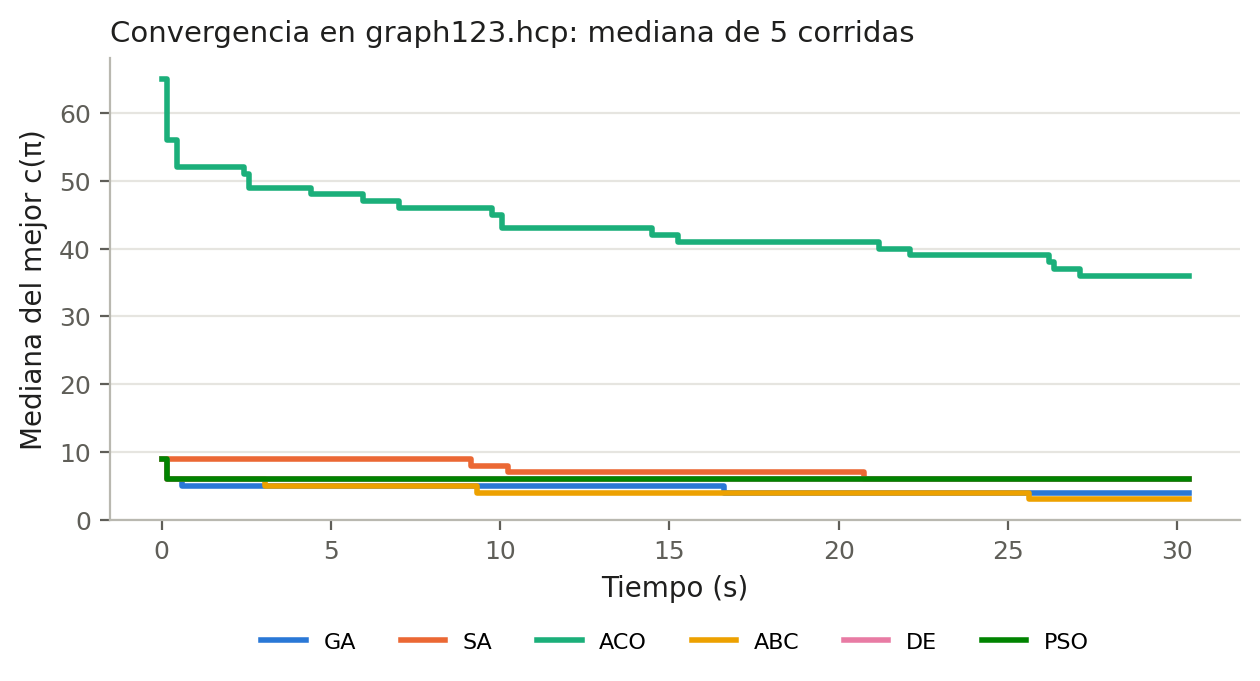 Convergencia en graph123.hcp: mediana de 5 corridas
Mediana del mejor c(π)
60
50
40
30
20
10
0
0 5 10 15 20 25 30
Tiempo (s)
GA SA ACO ABC DE PSO